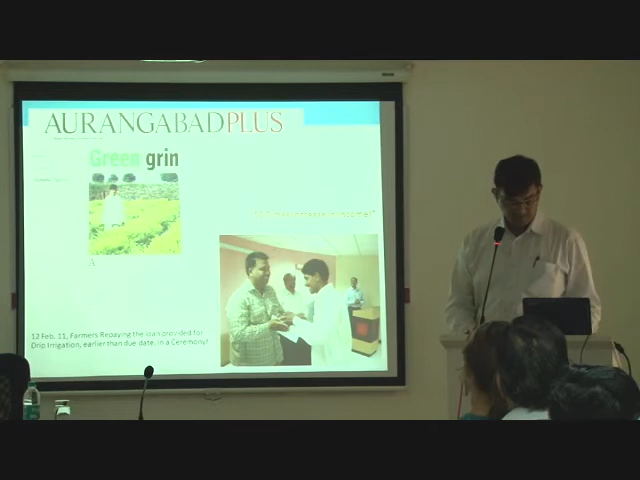 AURANGABADPLUS
Green grin
A
12 Feb. 11, Farmers Repaying the loan provided for
Drip Irrigation, earlier than due date, in a Ceremony!